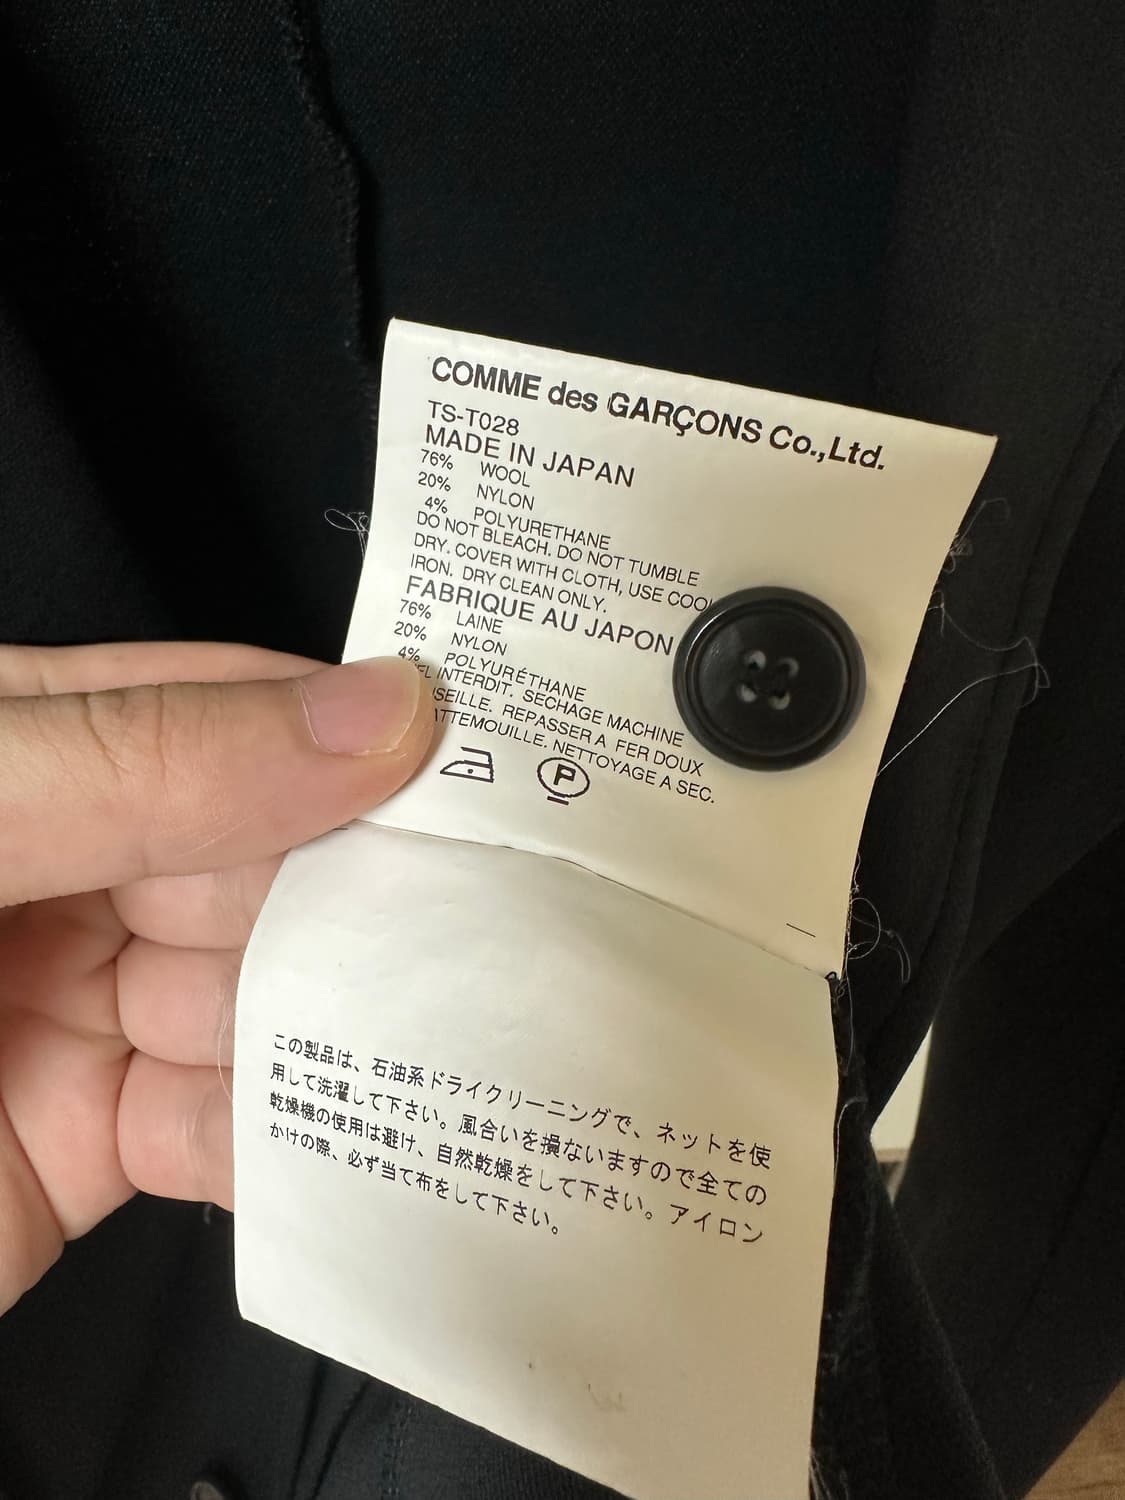 COMME des GARÇONS Co.,Ltd.
TS-T028
MADE IN JAPAN
76% WOOL
20% NYLON
4% POLYURETHANE
DO NOT BLEACH. DO NOT TUMBLE
DRY. COVER WITH CLOTH, USE COOL
IRON. DRY CLEAN ONLY.
FABRIQUE AU JAPON
76% LAINE
20% NYLON
4% POLYURÉTHANE
INTERDIT. SECHAGE MACHINE
REPASSER A FER DOUX
NETTOYAGE A SEC.
P
この製品は、石油系ドライクリーニングで、ネットを使
用して洗濯して下さい。風合いを損ないますので全ての
乾燥機の使用は避け、自然乾燥をして下さい。アイロン
かけの際、必ず当て布をして下さい。